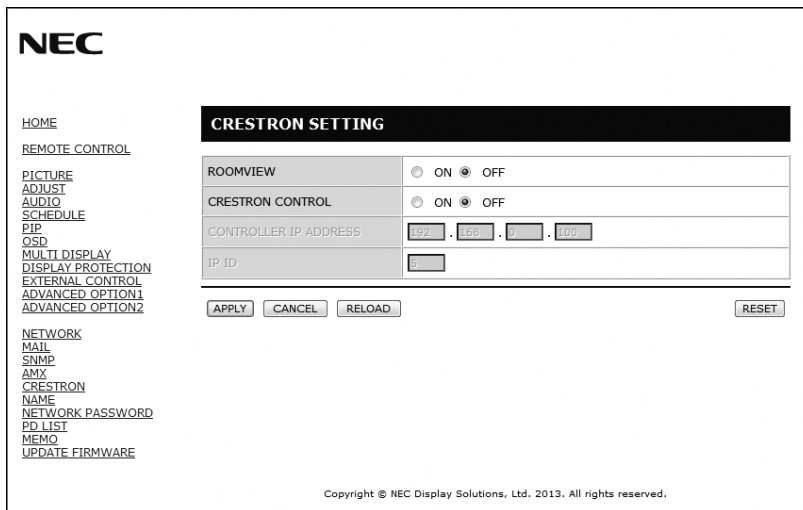 NEC
HOME
REMOTE CONTROL
PICTURE
ADJUST
AUDIO
SCHEDULE
PIP
OSD
MULTI DISPLAY
DISPLAY PROTECTION
EXTERNAL CONTROL
ADVANCED OPTION1
ADVANCED OPTION2
NETWORK
MAIL
SNMP
AMX
CRESTRON
NAME
NETWORK PASSWORD
PD LIST
MEMO
UPDATE FIRMWARE
CRESTRON SETTING
ROOMVIEW ON OFF
CRESTRON CONTROL ON OFF
CONTROLLER IP ADDRESS 192 . 168 . 0 . 100
IP ID 5
APPLY CANCEL RELOAD RESET
Copyright © NEC Display Solutions, Ltd. 2013. All rights reserved.